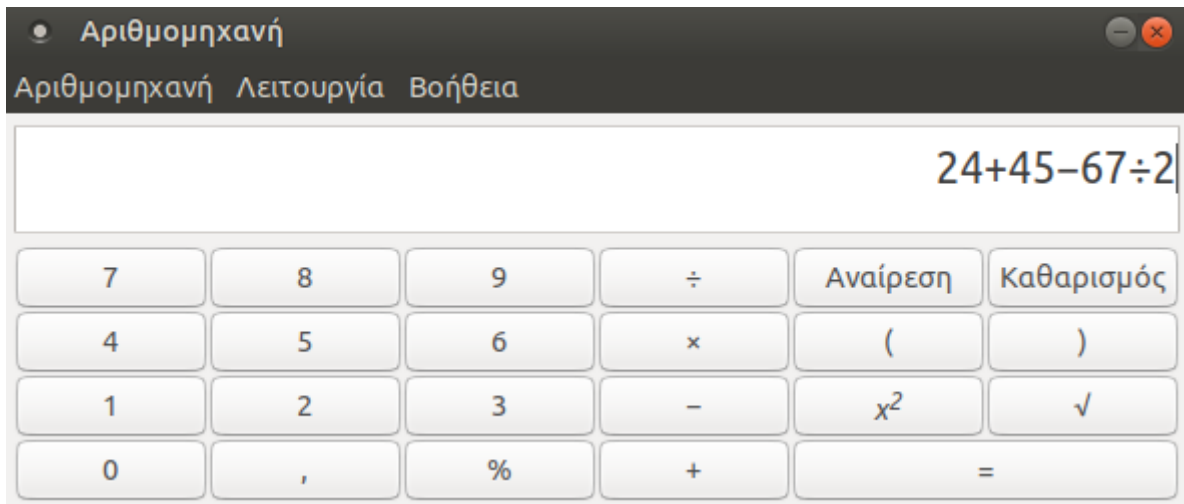 Αριθμομηχανή
Αριθμομηχανή Λειτουργία Βοήθεια
24+45−67÷2
7 8 9 ÷ Αναίρεση Καθαρισμός
4 5 6 × ( )
1 2 3 − x² √
0 , % + =